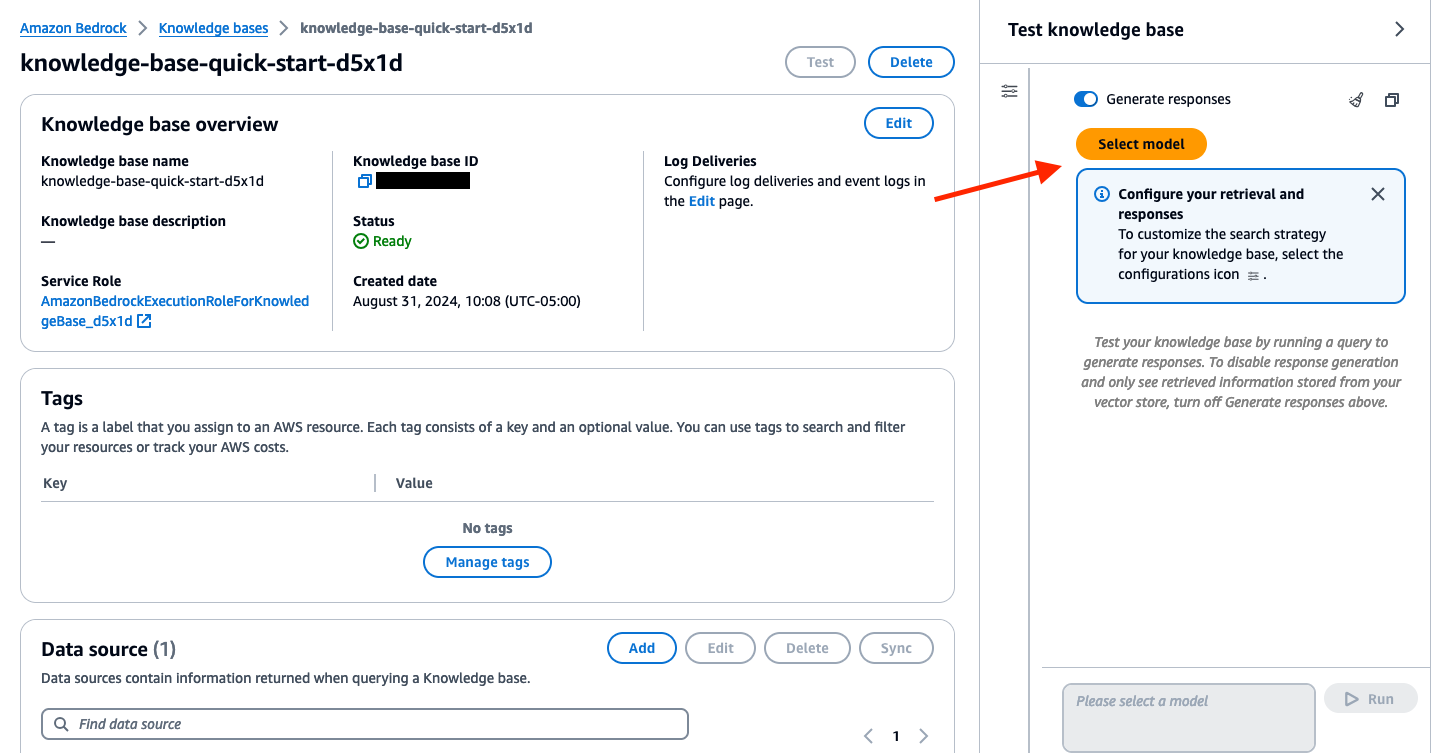 Amazon Bedrock > Knowledge bases > knowledge-base-quick-start-d5x1d
knowledge-base-quick-start-d5x1d
Test
Delete
Knowledge base overview
Edit
Knowledge base name
knowledge-base-quick-start-d5x1d
Knowledge base description
—
Service Role
AmazonBedrockExecutionRoleForKnowled
geBase_d5x1d
Knowledge base ID
Status
Ready
Created date
August 31, 2024, 10:08 (UTC-05:00)
Log Deliveries
Configure log deliveries and event logs in
the Edit page.
Tags
A tag is a label that you assign to an AWS resource. Each tag consists of a key and an optional value. You can use tags to search and filter
your resources or track your AWS costs.
Key
Value
No tags
Manage tags
Data source (1)
Add
Edit
Delete
Sync
Data sources contain information returned when querying a Knowledge base.
Find data source
1
Test knowledge base
Generate responses
Select model
Configure your retrieval and
responses
To customize the search strategy
for your knowledge base, select the
configurations icon .
Test your knowledge base by running a query to
generate responses. To disable response generation
and only see retrieved information stored from your
vector store, turn off Generate responses above.
Please select a model
Run